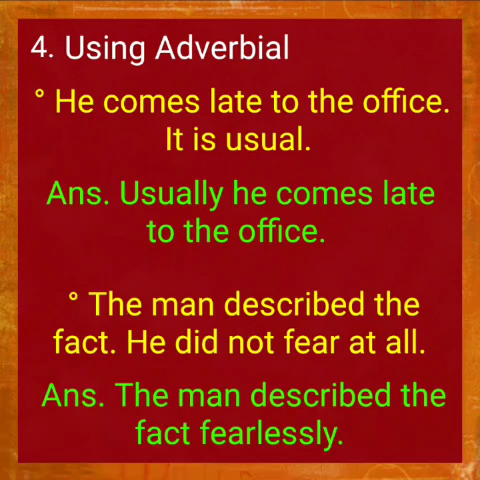 4. Using Adverbial
° He comes late to the office.
It is usual.
Ans. Usually he comes late
to the office.
° The man described the
fact. He did not fear at all.
Ans. The man described the
fact fearlessly.